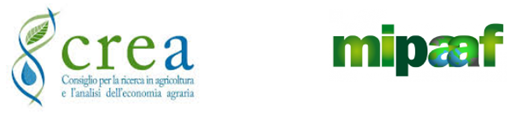 crea
Consiglio per la ricerca in agricoltura
e l'analisi dell'economia agraria
mipaaf